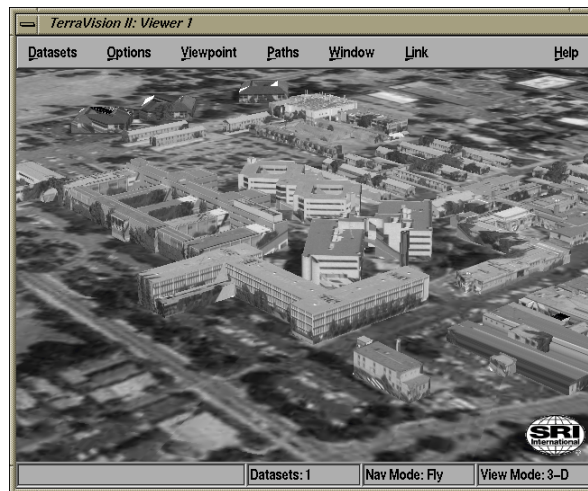 TerraVision II: Viewer 1
Datasets Options Viewpoint Paths Window Link Help
SRI
International
Datasets: 1 Nav Mode: Fly View Mode: 3-D